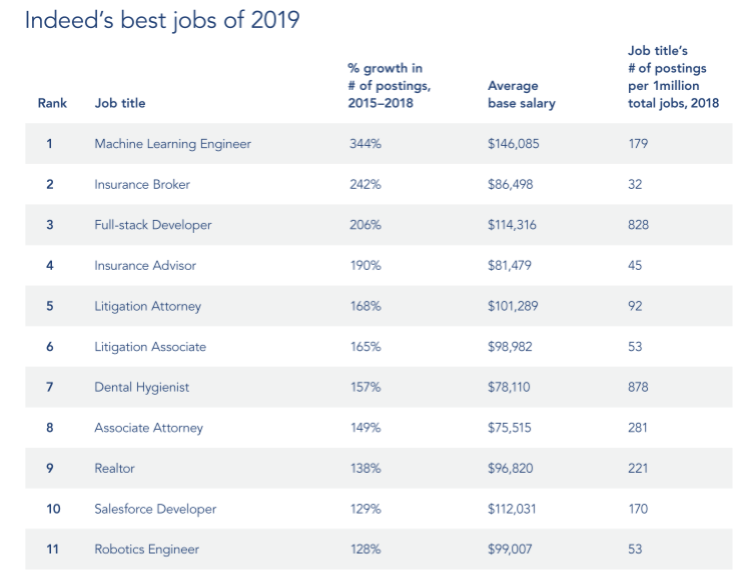 Indeed's best jobs of 2019
Rank Job title % growth in # of postings, 2015–2018 Average base salary Job title's # of postings per 1million total jobs, 2018
1 Machine Learning Engineer 344% $146,085 179
2 Insurance Broker 242% $86,498 32
3 Full-stack Developer 206% $114,316 828
4 Insurance Advisor 190% $81,479 45
5 Litigation Attorney 168% $101,289 92
6 Litigation Associate 165% $98,982 53
7 Dental Hygienist 157% $78,110 878
8 Associate Attorney 149% $75,515 281
9 Realtor 138% $96,820 221
10 Salesforce Developer 129% $112,031 170
11 Robotics Engineer 128% $99,007 53